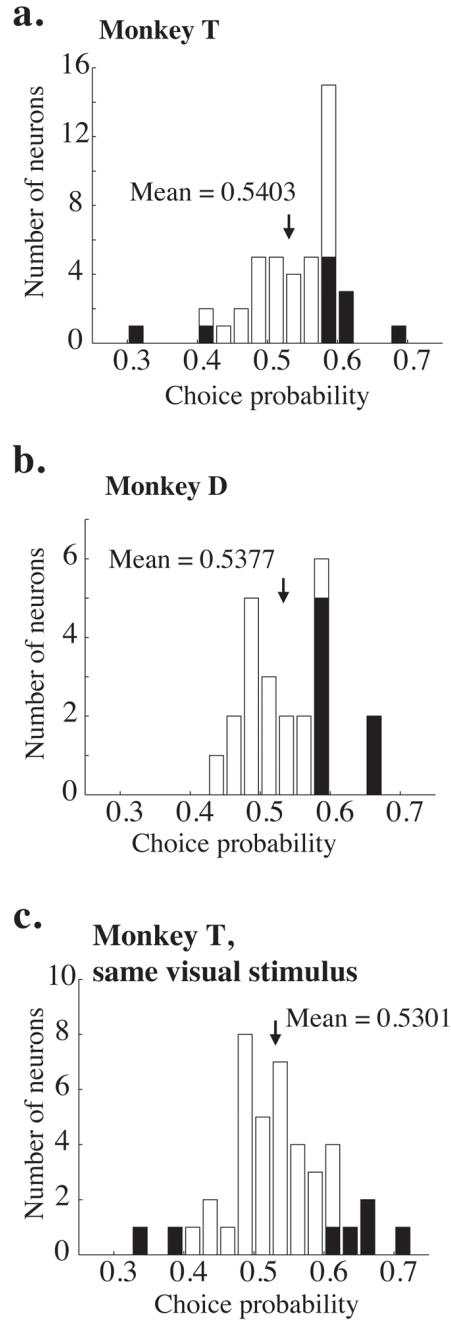 a.
Monkey T
16
12
8
4
0
Number of neurons
Mean = 0.5403
0.3 0.4 0.5 0.6 0.7
Choice probability
b.
Monkey D
6
4
2
0
Number of neurons
Mean = 0.5377
0.3 0.4 0.5 0.6 0.7
Choice probability
c.
Monkey T,
same visual stimulus
10
8
6
4
2
0
Number of neurons
Mean = 0.5301
0.3 0.4 0.5 0.6 0.7
Choice probability